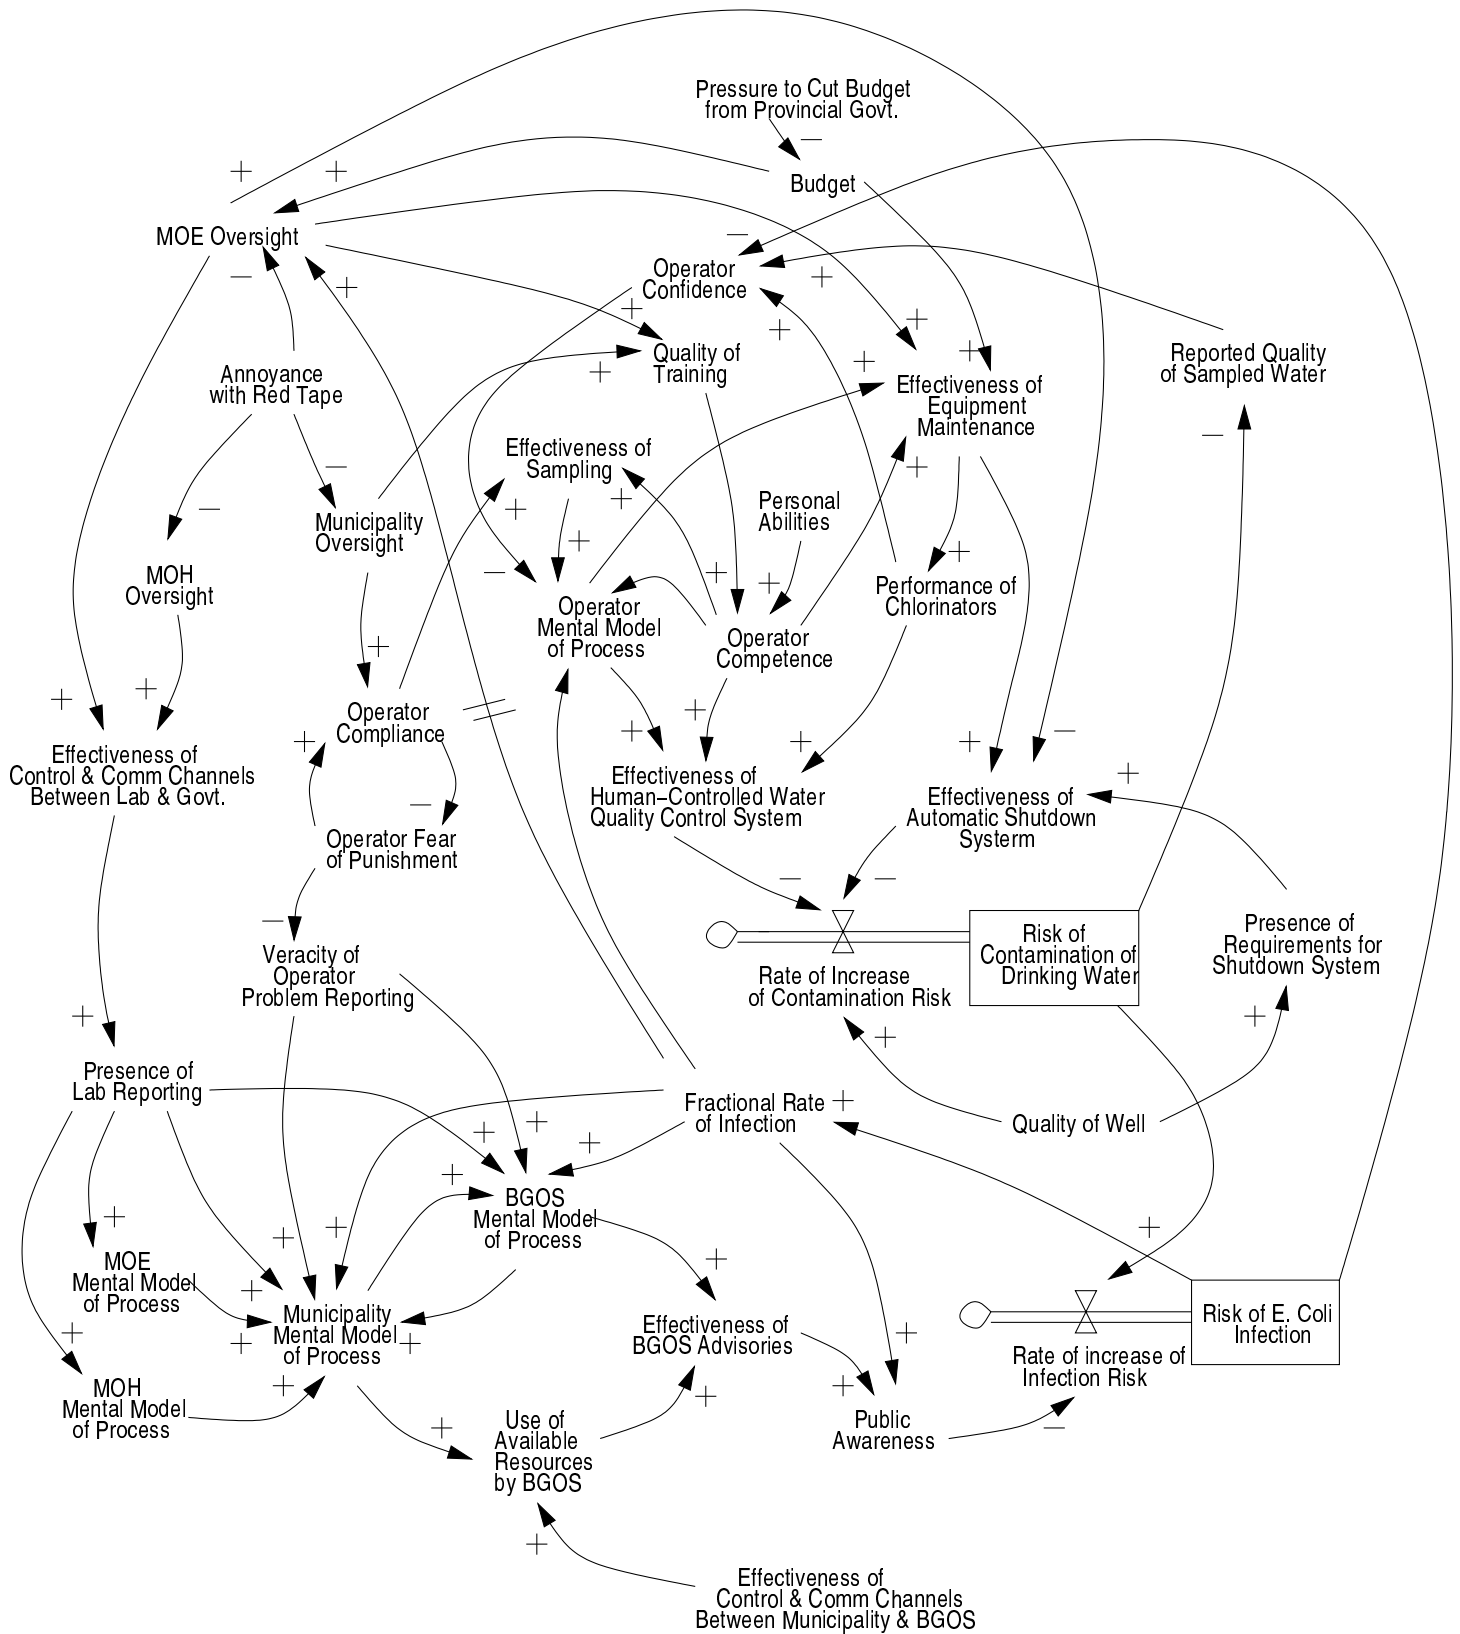 Pressure to Cut Budget
from Provincial Govt.
Budget
MOE Oversight
Operator
Confidence
Annoyance
with Red Tape
Quality of
Training
Effectiveness of
Equipment
Maintenance
Reported Quality
of Sampled Water
Effectiveness of
Sampling
Personal
Abilities
Municipality
Oversight
MOH
Oversight
Operator
Mental Model
of Process
Operator
Competence
Performance of
Chlorinators
Operator
Compliance
Effectiveness of
Control & Comm Channels
Between Lab & Govt.
Effectiveness of
Human-Controlled Water
Quality Control System
Effectiveness of
Automatic Shutdown
Systerm
Operator Fear
of Punishment
Veracity of
Operator
Problem Reporting
Rate of Increase
of Contamination Risk
Risk of
Contamination of
Drinking Water
Presence of
Requirements for
Shutdown System
Presence of
Lab Reporting
Fractional Rate
of Infection
Quality of Well
BGOS
Mental Model
of Process
MOE
Mental Model
of Process
Municipality
Mental Model
of Process
Effectiveness of
BGOS Advisories
Risk of E. Coli
Infection
Rate of increase of
Infection Risk
MOH
Mental Model
of Process
Use of
Available
Resources
by BGOS
Public
Awareness
Effectiveness of
Control & Comm Channels
Between Municipality & BGOS